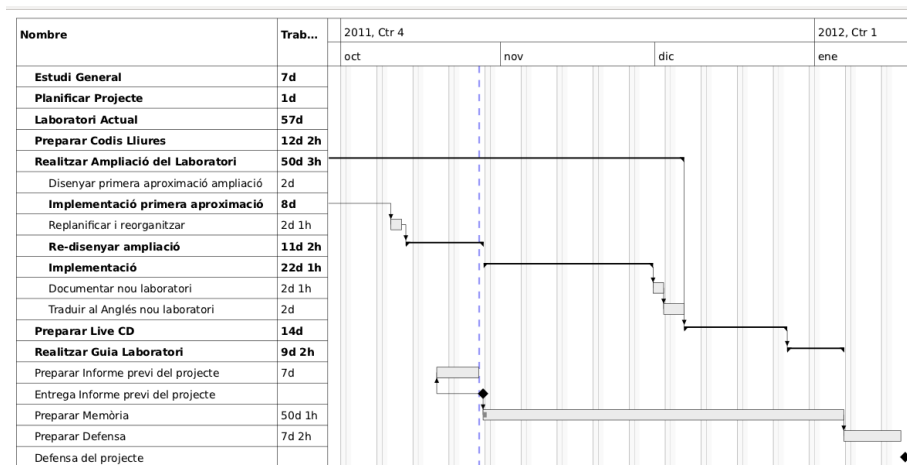 Nombre Trab... 2011, Ctr 4 2012, Ctr 1
oct nov dic ene
Estudi General 7d
Planificar Projecte 1d
Laboratori Actual 57d
Preparar Codis Lliures 12d 2h
Realitzar Ampliació del Laboratori 50d 3h
Disenyar primera aproximació ampliació 2d
Implementació primera aproximació 8d
Replanificar i reorganitzar 2d 1h
Re-disenyar ampliació 11d 2h
Implementació 22d 1h
Documentar nou laboratori 2d 1h
Traduir al Anglés nou laboratori 2d
Preparar Live CD 14d
Realitzar Guia Laboratori 9d 2h
Preparar Informe previ del projecte 7d
Entrega Informe previ del projecte
Preparar Memòria 50d 1h
Preparar Defensa 7d 2h
Defensa del projecte